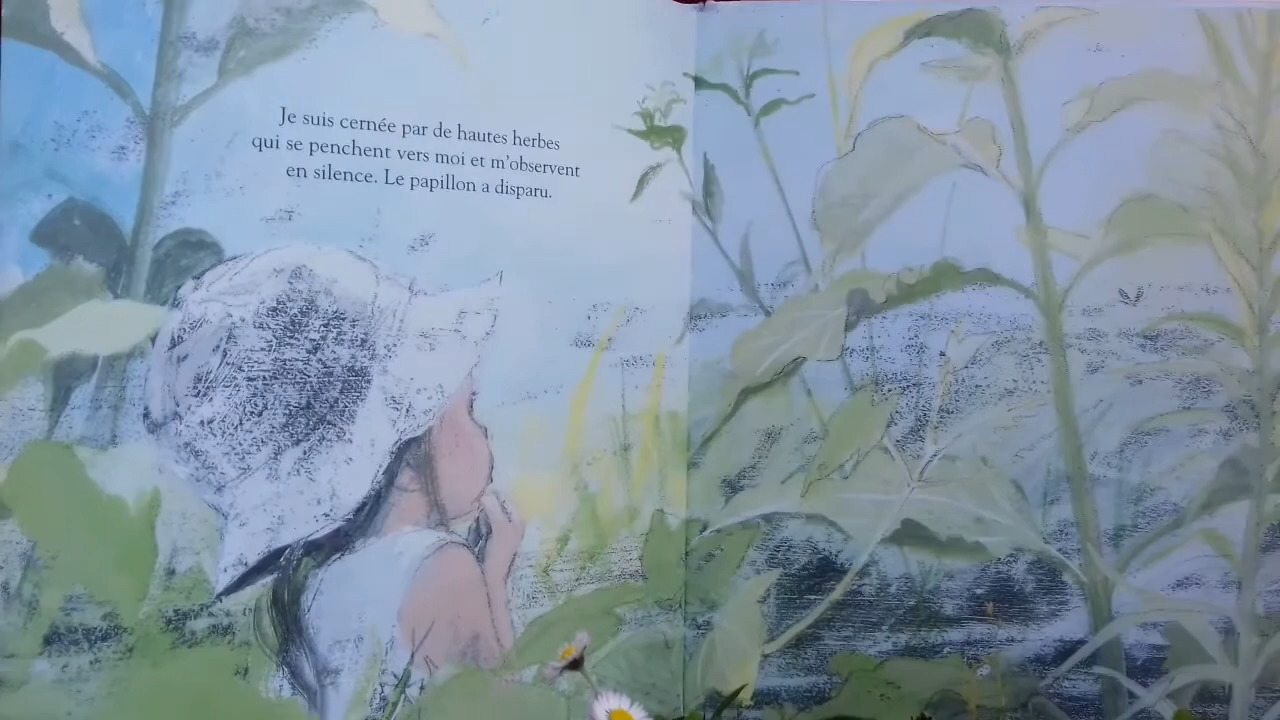 Je suis cernée par de hautes herbes
qui se penchent vers moi et m'observent
en silence. Le papillon a disparu.